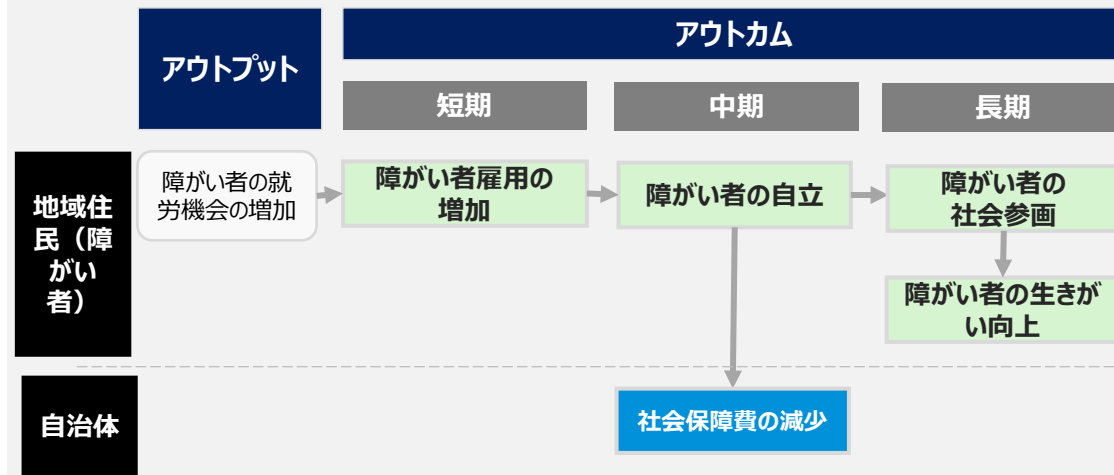 アウトプット
アウトカム
短期
中期
長期
地域住
民（障
がい
者）
障がい者の就
労機会の増加
障がい者雇用の
増加
障がい者の自立
障がい者の
社会参画
障がい者の生きが
い向上
自治体
社会保障費の減少